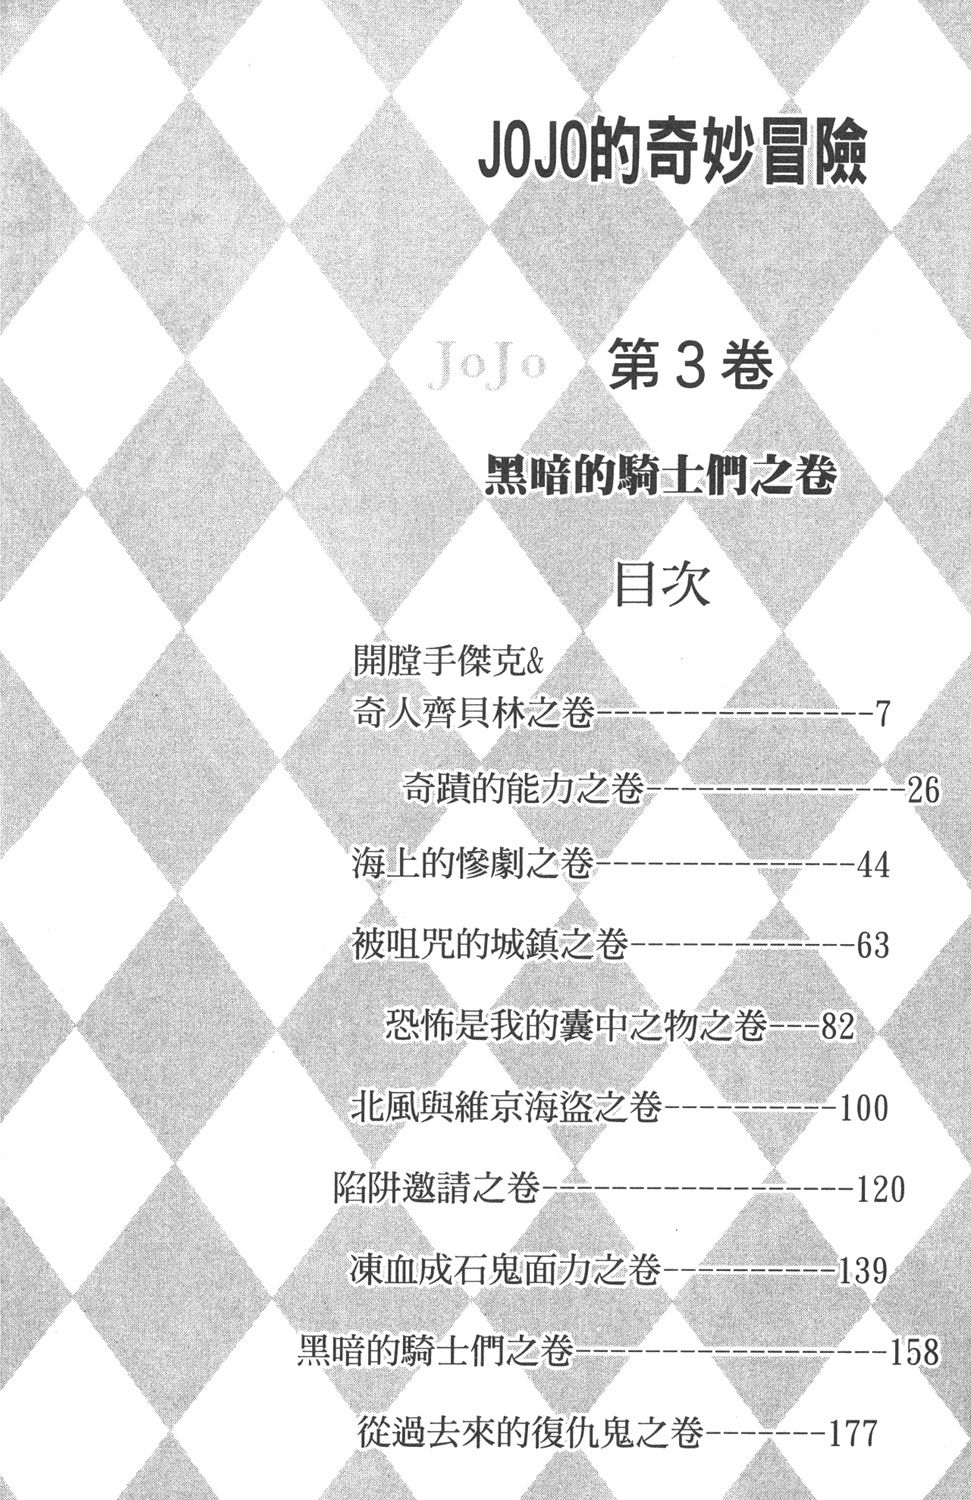 JOJO的奇妙冒險
JoJo 第3卷
黑暗的騎士們之卷
目次
開膛手傑克&
奇人齊貝林之卷----------------7
奇蹟的能力之卷---------------26
海上的慘劇之卷---------------44
被咀咒的城鎮之卷-------------63
恐怖是我的囊中之物之卷---82
北風與維京海盜之卷----------100
陷阱邀請之卷------------------120
凍血成石鬼面力之卷----------139
黑暗的騎士們之卷------------------158
從過去來的復仇鬼之卷-------177